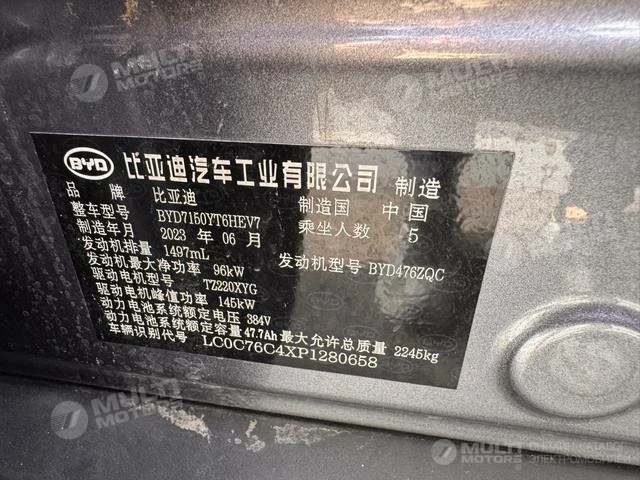 MULTI MOTORS
MULTI MOTORS
BYD 比亚迪汽车工业有限公司 制造
品 牌 比亚迪 制造国 中国
整车型号 BYD7150YT6HEV7 乘坐人数 5
制造年月 2023 年 06 月
发动机排量 1497mL
发动机最大净功率 96kW 发动机型号 BYD476ZQC
驱动电机型号 TZ220XYG
驱动电机峰值功率 145kW
动力电池系统额定电压 384V
动力电池系统额定容量 47.7Ah 最大允许总质量 2245kg
车辆识别代号 LC0C76C4XP1280658
MULTI MOTORS
MULTI MOTORS ОНЛАЙН-КАТАЛОГ ЭЛЕКТРОМОБИЛЕЙ